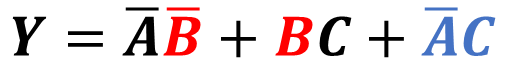 Y = A̅B̅ + BC + A̅C